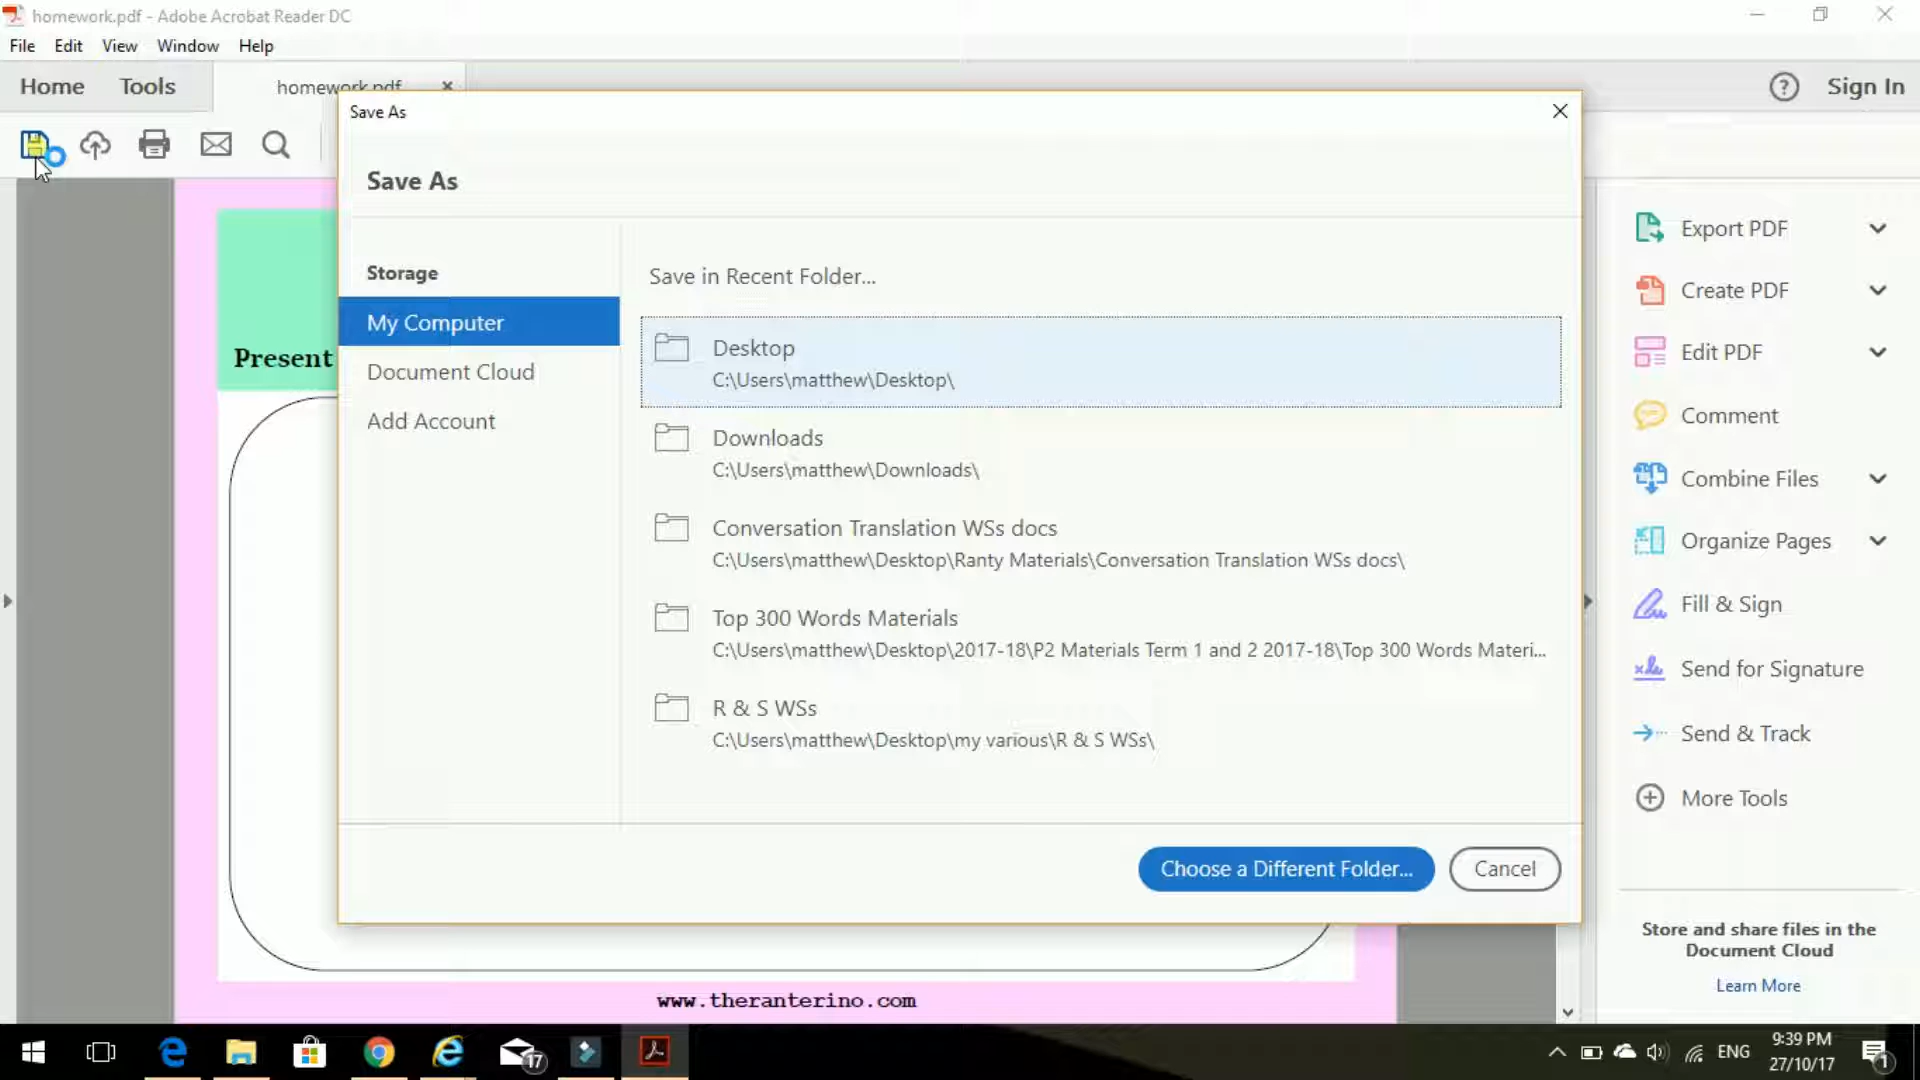 homework.pdf - Adobe Acrobat Reader DC
File Edit View Window Help
Home Tools homework.pdf Sign In
Save As
Save As
Storage
My Computer
Document Cloud
Add Account
Save in Recent Folder...
Desktop
C:\Users\matthew\Desktop\
Downloads
C:\Users\matthew\Downloads\
Conversation Translation WSs docs
C:\Users\matthew\Desktop\Ranty Materials\Conversation Translation WSs docs\
Top 300 Words Materials
C:\Users\matthew\Desktop\2017-18\P2 Materials Term 1 and 2 2017-18\Top 300 Words Materi...
R & S WSs
C:\Users\matthew\Desktop\my various\R & S WSs\
Choose a Different Folder... Cancel
Present
www.theranterino.com
Export PDF
Create PDF
Edit PDF
Comment
Combine Files
Organize Pages
Fill & Sign
Send for Signature
Send & Track
More Tools
Store and share files in the
Document Cloud
Learn More
17
ENG
9:39 PM
27/10/17
1